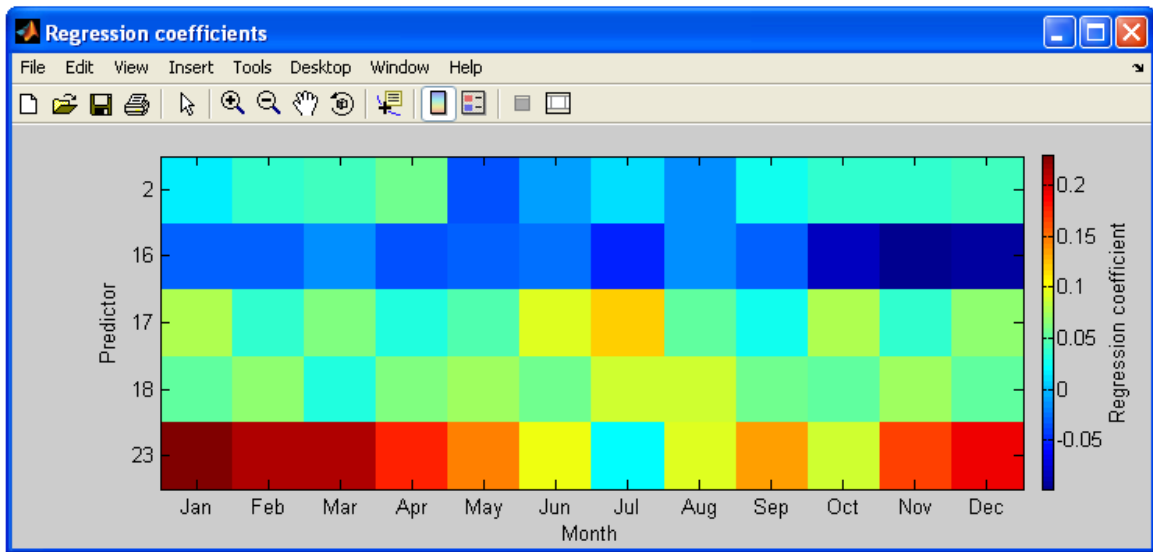 Regression coefficients
File Edit View Insert Tools Desktop Window Help
2
16
17
18
23
Predictor
Jan Feb Mar Apr May Jun Jul Aug Sep Oct Nov Dec
Month
0.2
0.15
0.1
0.05
0
-0.05
Regression coefficient